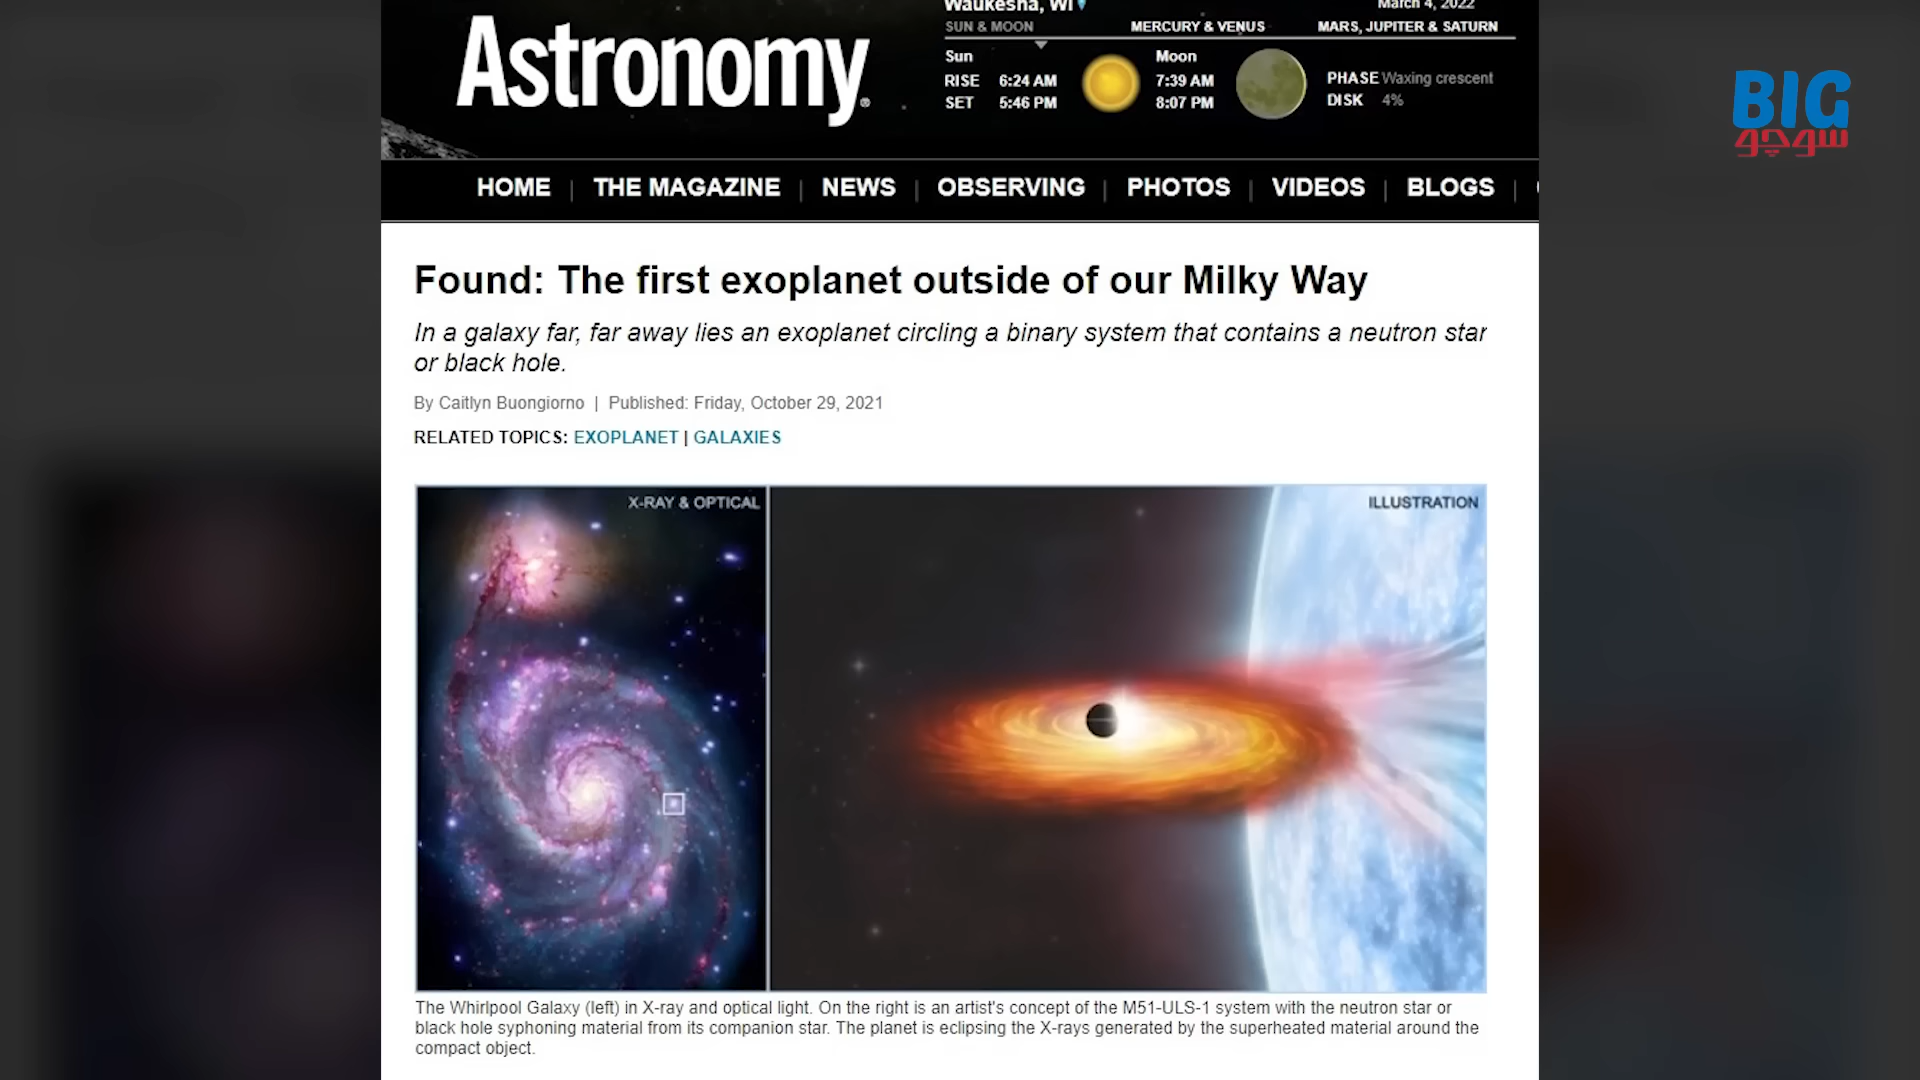 Waukesha, WI
March 4, 2022
SUN & MOON
MERCURY & VENUS
MARS, JUPITER & SATURN
Astronomy
Sun
RISE 6:24 AM
SET 5:46 PM
Moon
7:39 AM
8:07 PM
PHASE Waxing crescent
DISK 4%
BIG
سوچو
HOME | THE MAGAZINE | NEWS | OBSERVING | PHOTOS | VIDEOS | BLOGS |
Found: The first exoplanet outside of our Milky Way
In a galaxy far, far away lies an exoplanet circling a binary system that contains a neutron star
or black hole.
By Caitlyn Buongiorno | Published: Friday, October 29, 2021
RELATED TOPICS: EXOPLANET | GALAXIES
X-RAY & OPTICAL
ILLUSTRATION
The Whirlpool Galaxy (left) in X-ray and optical light. On the right is an artist's concept of the M51-ULS-1 system with the neutron star or
black hole syphoning material from its companion star. The planet is eclipsing the X-rays generated by the superheated material around the
compact object.